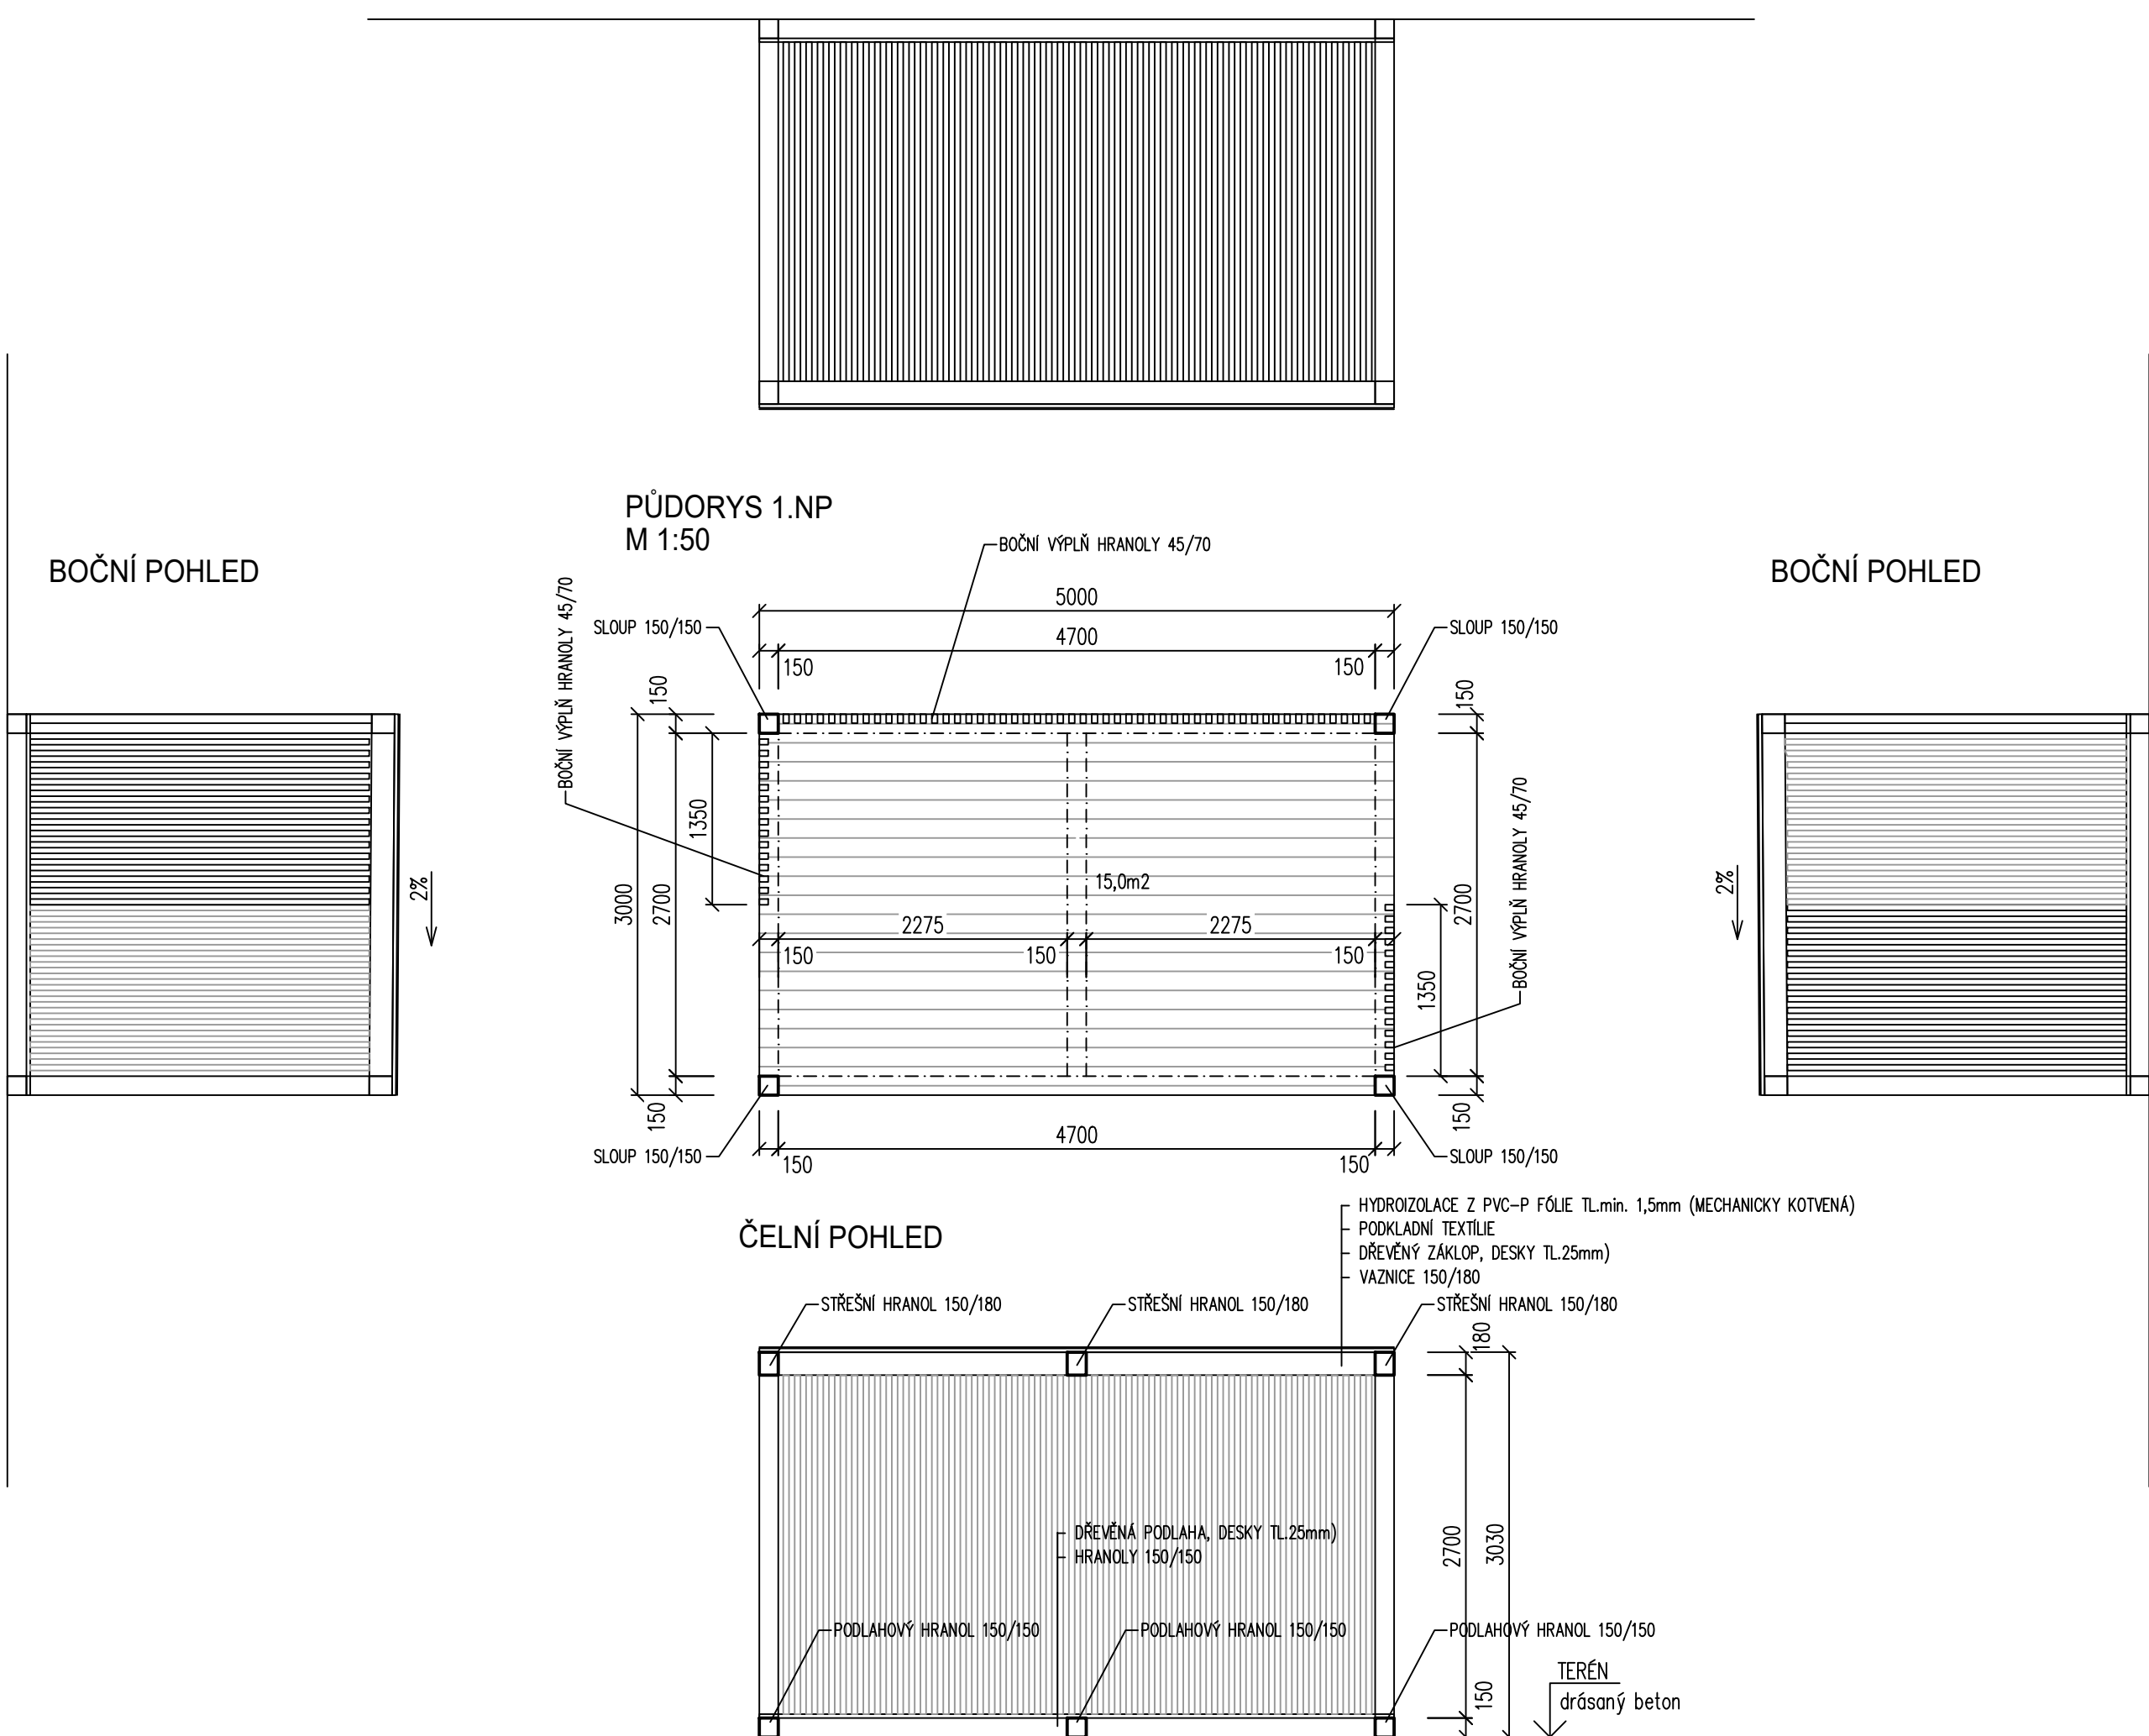 PŮDORYS 1.NP
M 1:50
BOČNÍ POHLED
BOČNÍ POHLED
BOČNÍ VÝPLŇ HRANOLY 45/70
BOČNÍ VÝPLŇ HRANOLY 45/70
5000
SLOUP 150/150
4700
SLOUP 150/150
150
150
150
150
1350
3000
2700
2%
15,0m2
2275
2275
150
150
150
2700
1350
BOČNÍ VÝPLŇ HRANOLY 45/70
2%
150
150
4700
SLOUP 150/150
150
150
SLOUP 150/150
ČELNÍ POHLED
HYDROIZOLACE Z PVC-P FÓLIE TL.min. 1,5mm (MECHANICKY KOTVENÁ)
PODKLADNÍ TEXTÍLIE
DŘEVĚNÝ ZÁKLOP, DESKY TL.25mm)
VAZNICE 150/180
STŘEŠNÍ HRANOL 150/180
STŘEŠNÍ HRANOL 150/180
STŘEŠNÍ HRANOL 150/180
180
2700
3030
DŘEVĚNÁ PODLAHA, DESKY TL.25mm)
HRANOLY 150/150
PODLAHOVÝ HRANOL 150/150
PODLAHOVÝ HRANOL 150/150
PODLAHOVÝ HRANOL 150/150
150
TERÉN
drásaný beton